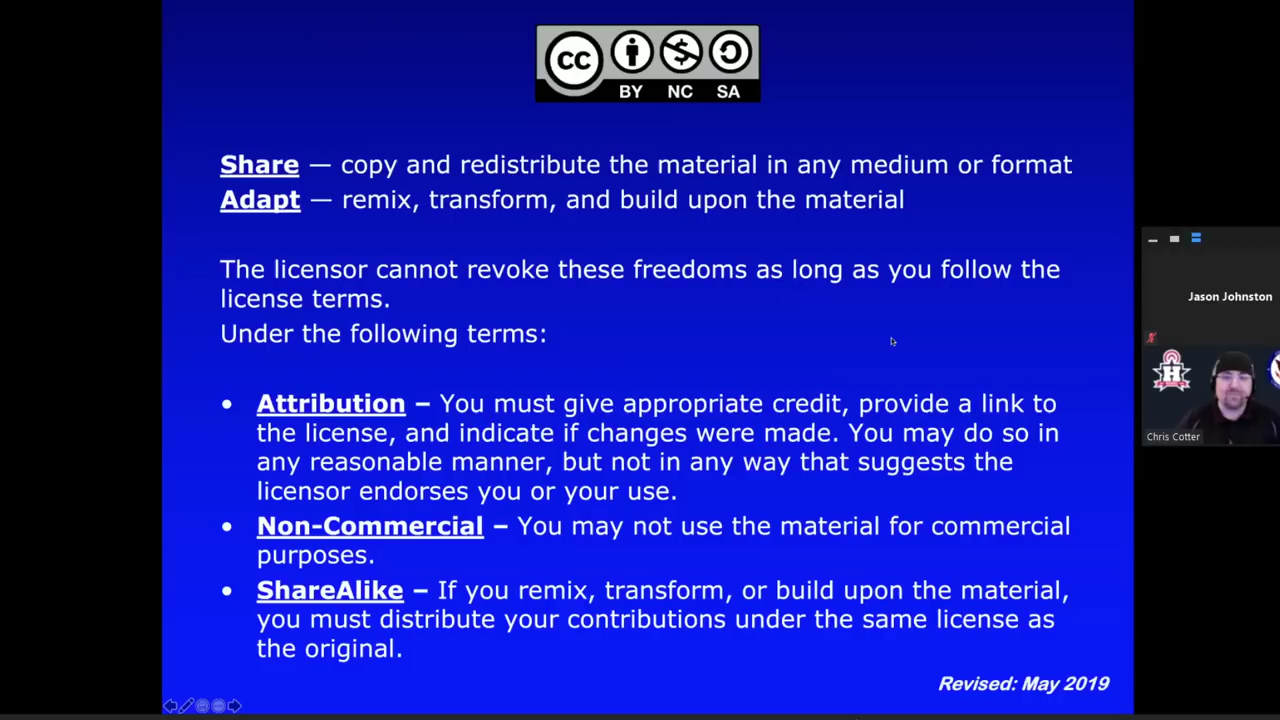 CC
BY NC SA
Share — copy and redistribute the material in any medium or format
Adapt — remix, transform, and build upon the material
The licensor cannot revoke these freedoms as long as you follow the
license terms.
Under the following terms:
• Attribution – You must give appropriate credit, provide a link to
the license, and indicate if changes were made. You may do so in
any reasonable manner, but not in any way that suggests the
licensor endorses you or your use.
• Non-Commercial – You may not use the material for commercial
purposes.
• ShareAlike – If you remix, transform, or build upon the material,
you must distribute your contributions under the same license as
the original.
Revised: May 2019
Jason Johnston
H
Chris Cotter